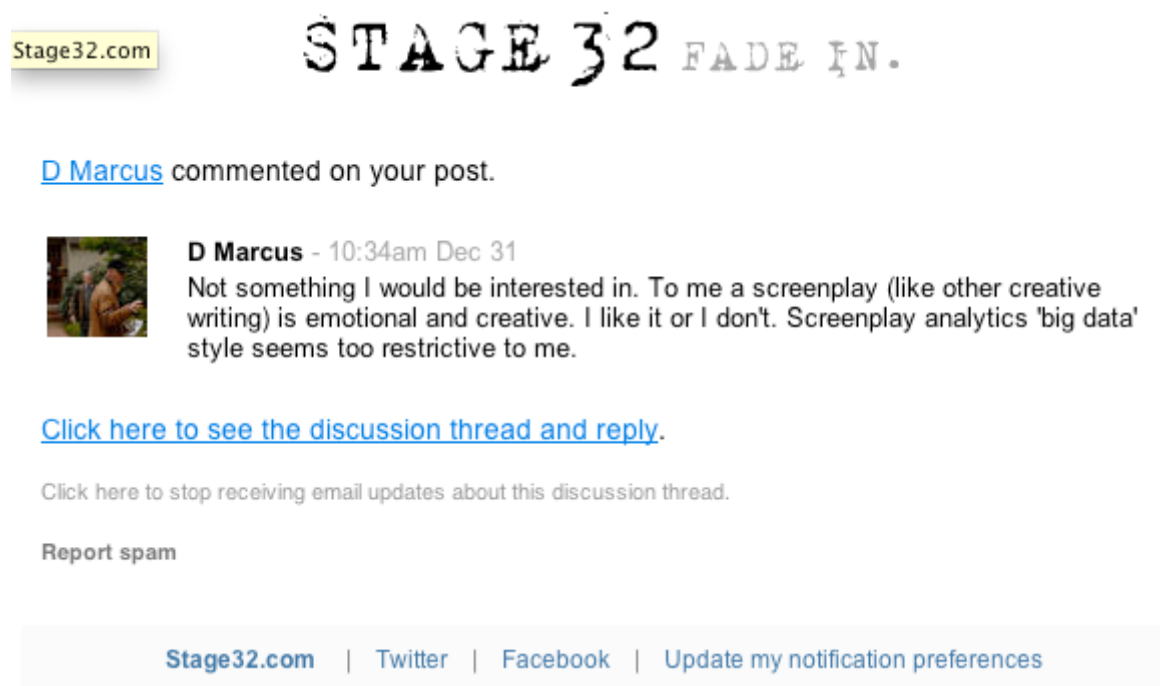 Stage32.com
STAGE 32 FADE IN.
D Marcus commented on your post.
D Marcus - 10:34am Dec 31
Not something I would be interested in. To me a screenplay (like other creative
writing) is emotional and creative. I like it or I don't. Screenplay analytics 'big data'
style seems too restrictive to me.
Click here to see the discussion thread and reply.
Click here to stop receiving email updates about this discussion thread.
Report spam
Stage32.com | Twitter | Facebook | Update my notification preferences